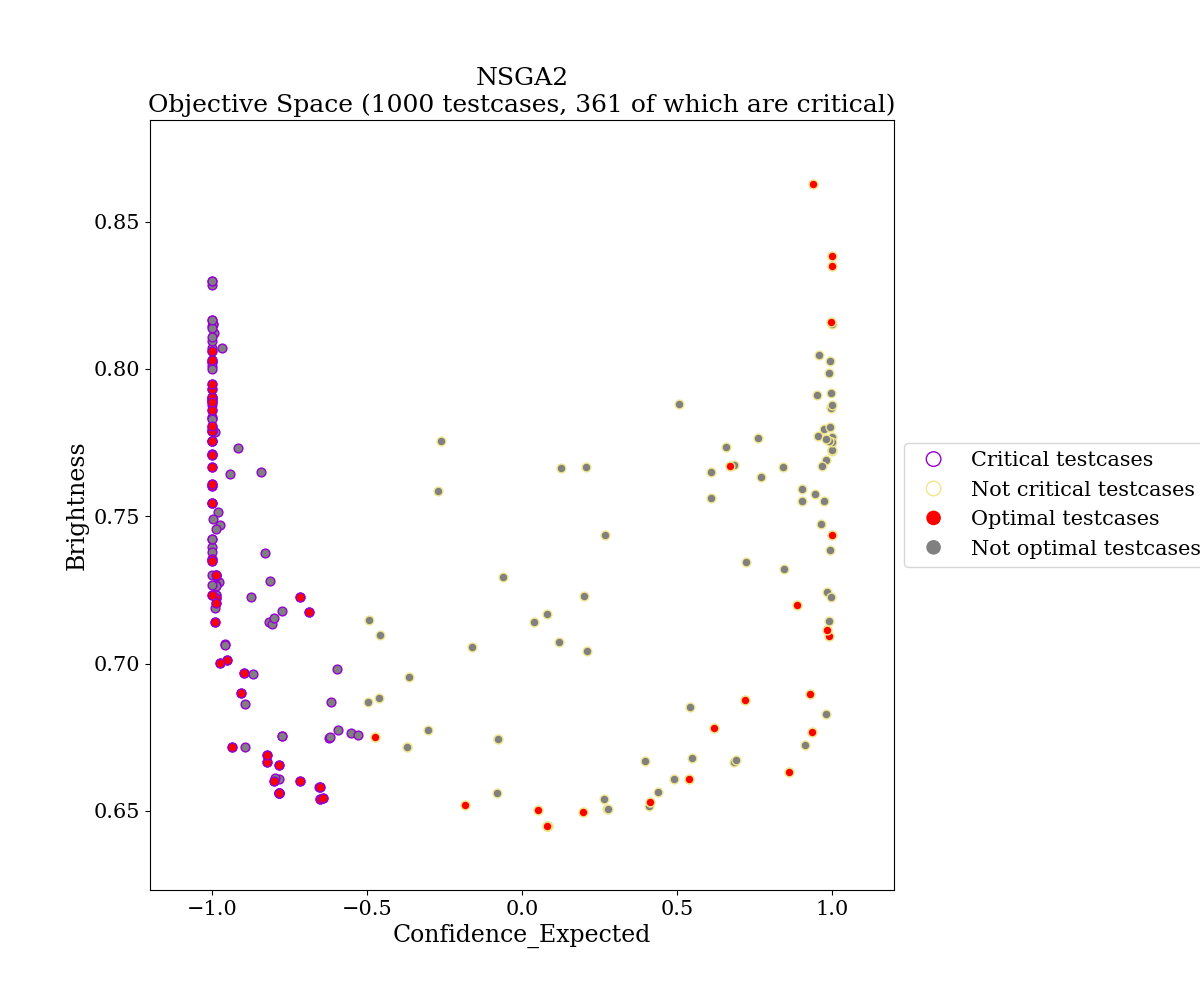 NSGA2
Objective Space (1000 testcases, 361 of which are critical)
0.85
0.80
0.75
0.70
0.65
Brightness
−1.0
−0.5
0.0
0.5
1.0
Confidence_Expected
Critical testcases
Not critical testcases
Optimal testcases
Not optimal testcases